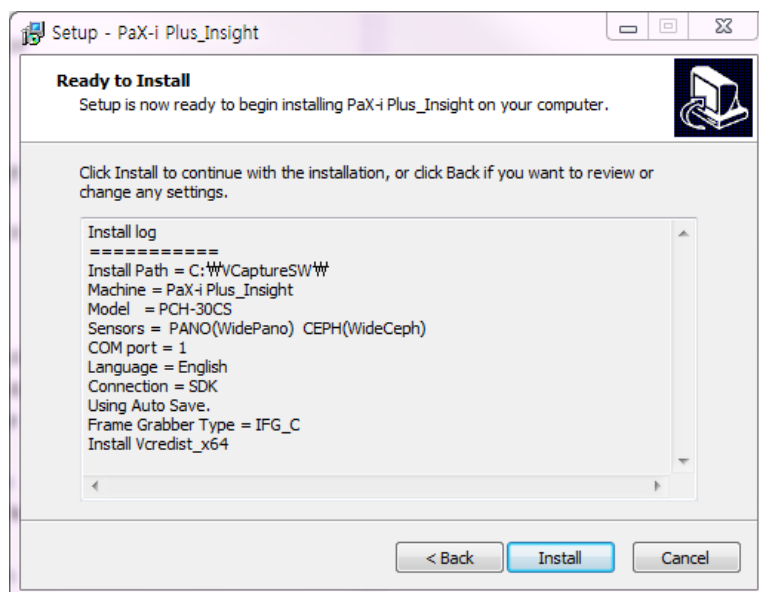 Setup - PaX-i Plus_Insight
Ready to Install
Setup is now ready to begin installing PaX-i Plus_Insight on your computer.
Click Install to continue with the installation, or click Back if you want to review or
change any settings.
Install log
===========
Install Path = C:₩VCaptureSW₩
Machine = PaX-i Plus_Insight
Model   = PCH-30CS
Sensors =  PANO(WidePano)  CEPH(WideCeph)
COM port = 1
Language = English
Connection = SDK
Using Auto Save.
Frame Grabber Type = IFG_C
Install Vcredist_x64
< Back Install Cancel